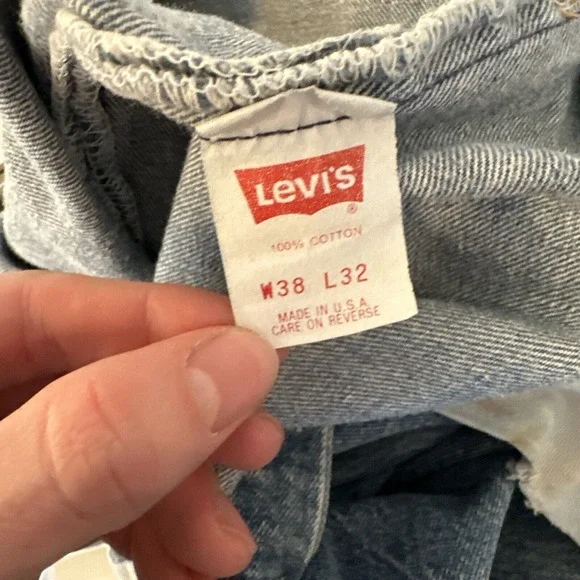 Levi's
®
100% COTTON
W38 L32
MADE IN U.S.A.
CARE ON REVERSE